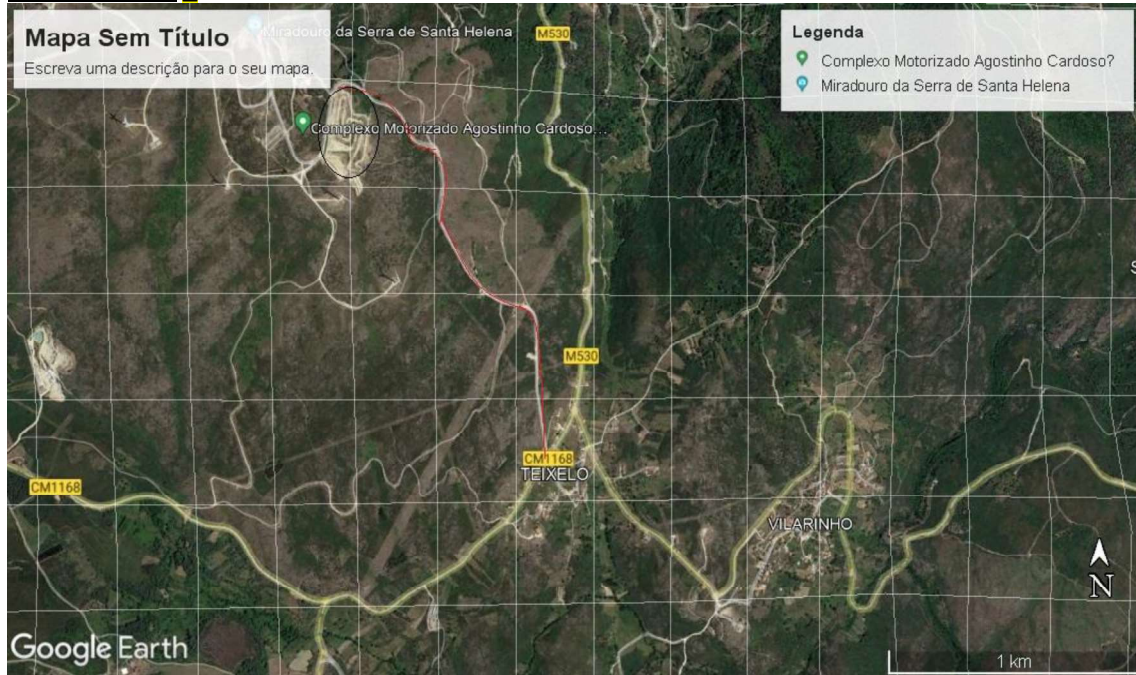 Mapa Sem Título
Escreva uma descrição para o seu mapa.
Miradouro da Serra de Santa Helena
M530
Legenda
Complexo Motorizado Agostinho Cardoso?
Miradouro da Serra de Santa Helena
Complexo Motorizado Agostinho Cardoso...
S
M530
CM1168
TEIXELO
CM1168
VILARINHO
N
Google Earth
1 km